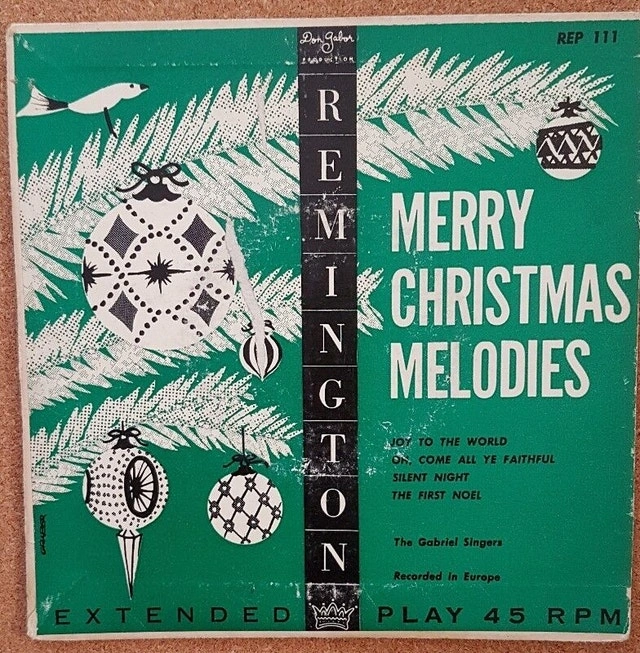 Don Gabor
PRODUCTION
REP 111
REMINGTON
MERRY
CHRISTMAS
MELODIES
JOY TO THE WORLD
OH, COME ALL YE FAITHFUL
SILENT NIGHT
THE FIRST NOEL
The Gabriel Singers
Recorded in Europe
EXTENDED PLAY 45 RPM